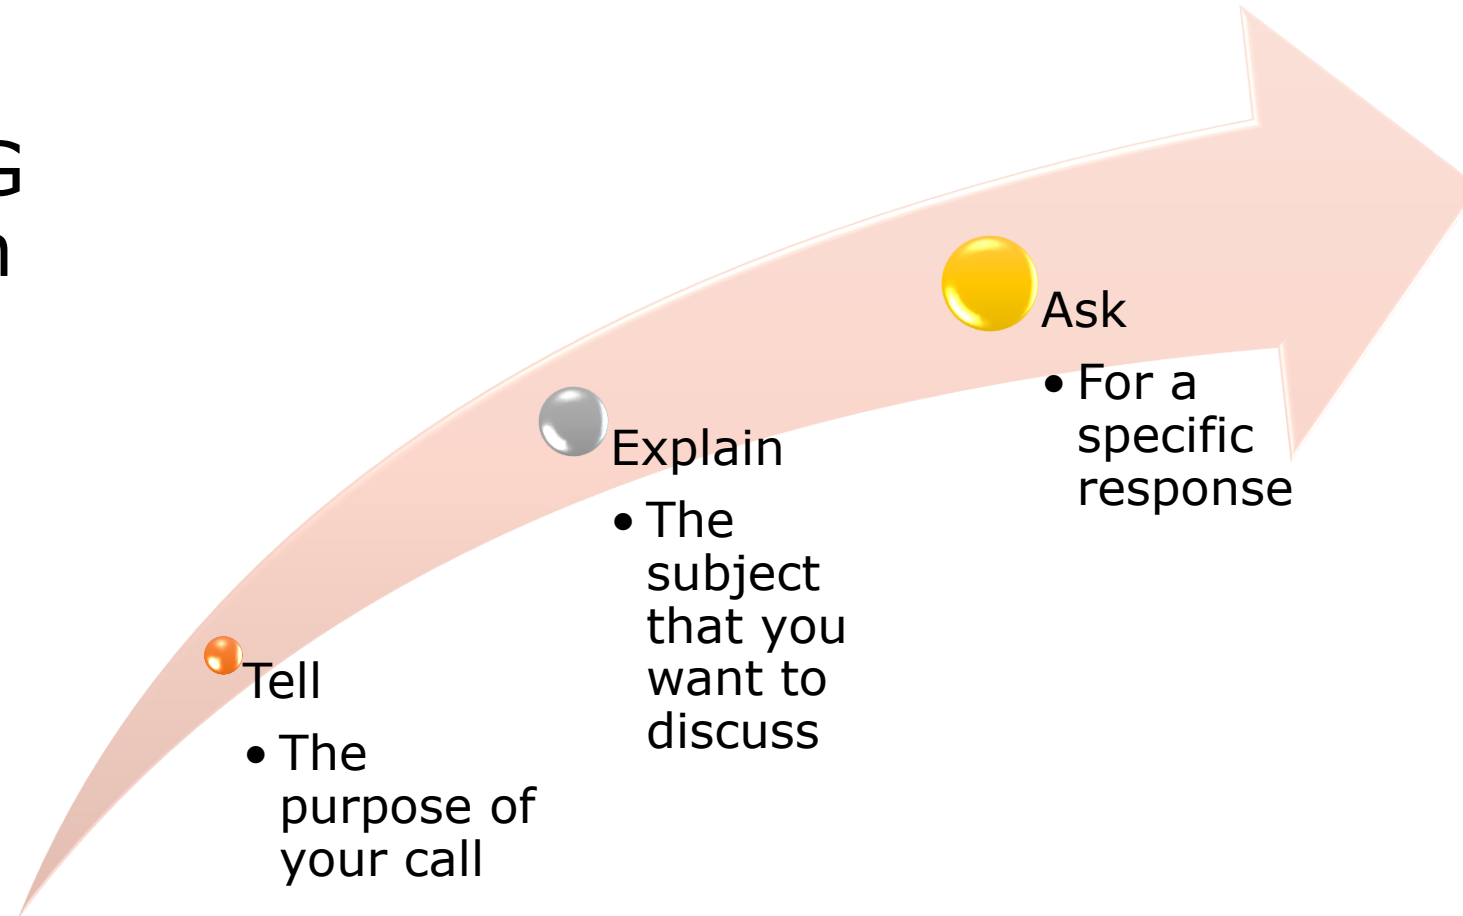 G
n
Ask
• For a
specific
response
Explain
• The
subject
that you
want to
discuss
Tell
• The
purpose of
your call